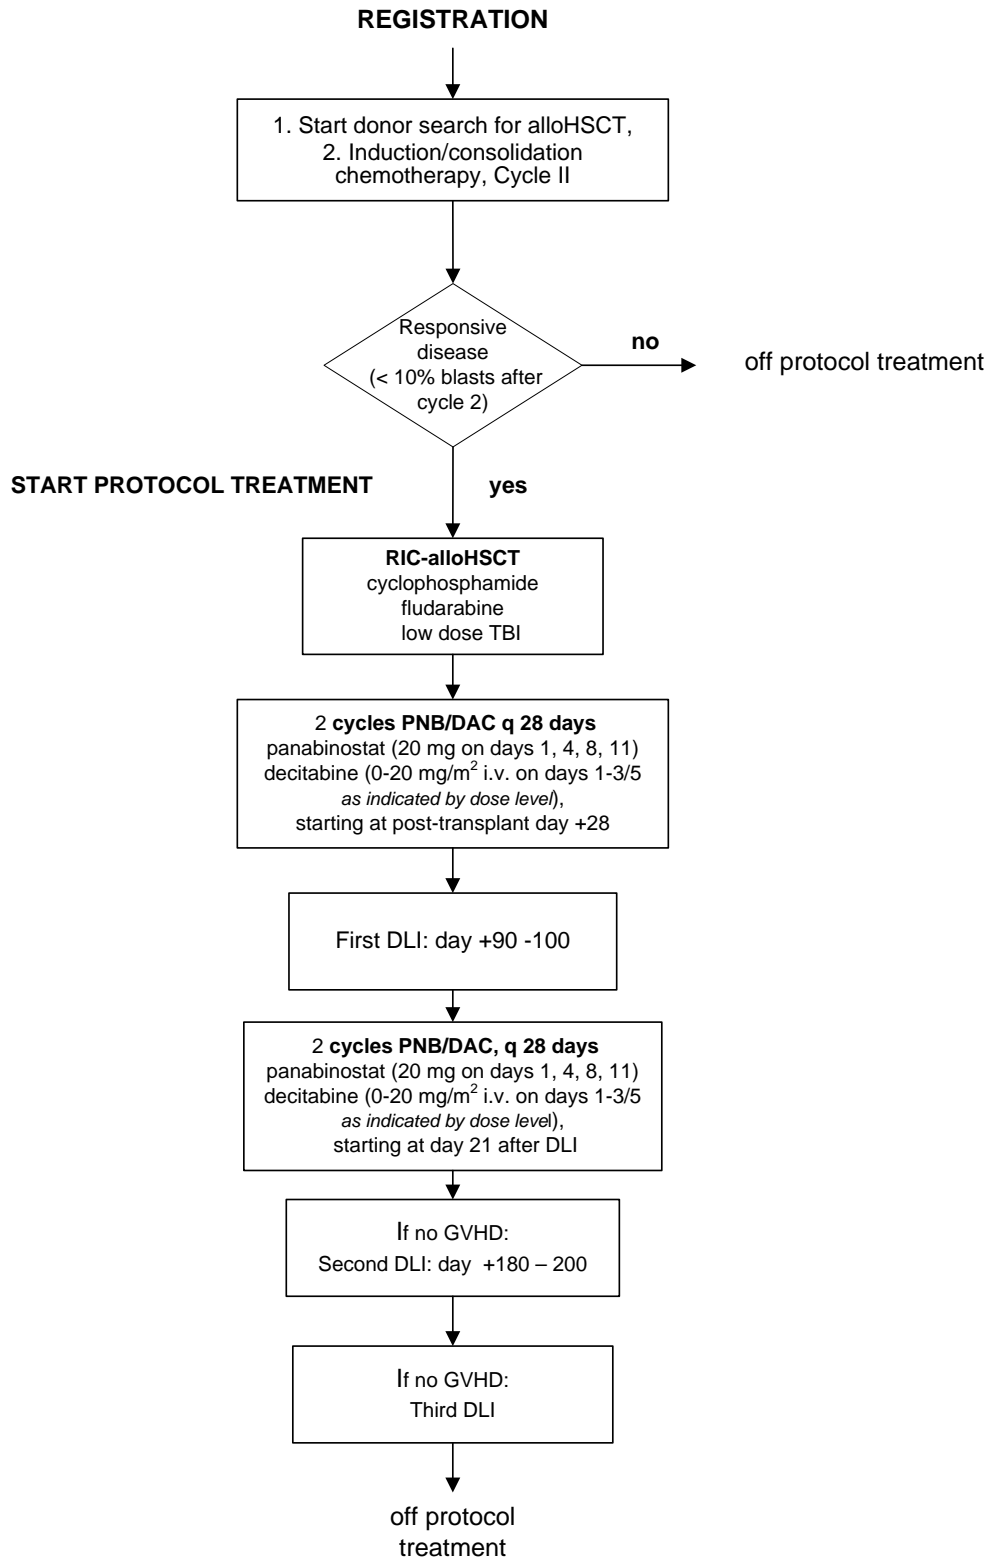 REGISTRATION
1. Start donor search for alloHSCT,
2. Induction/consolidation
chemotherapy, Cycle II
Responsive
disease
(< 10% blasts after
cycle 2)
no
off protocol treatment
START PROTOCOL TREATMENT
yes
RIC-alloHSCT
cyclophosphamide
fludarabine
low dose TBI
2 cycles PNB/DAC q 28 days
panabinostat (20 mg on days 1, 4, 8, 11)
decitabine (0-20 mg/m² i.v. on days 1-3/5
as indicated by dose level),
starting at post-transplant day +28
First DLI: day +90 -100
2 cycles PNB/DAC, q 28 days
panabinostat (20 mg on days 1, 4, 8, 11)
decitabine (0-20 mg/m² i.v. on days 1-3/5
as indicated by dose level),
starting at day 21 after DLI
If no GVHD:
Second DLI: day +180 – 200
If no GVHD:
Third DLI
off protocol
treatment